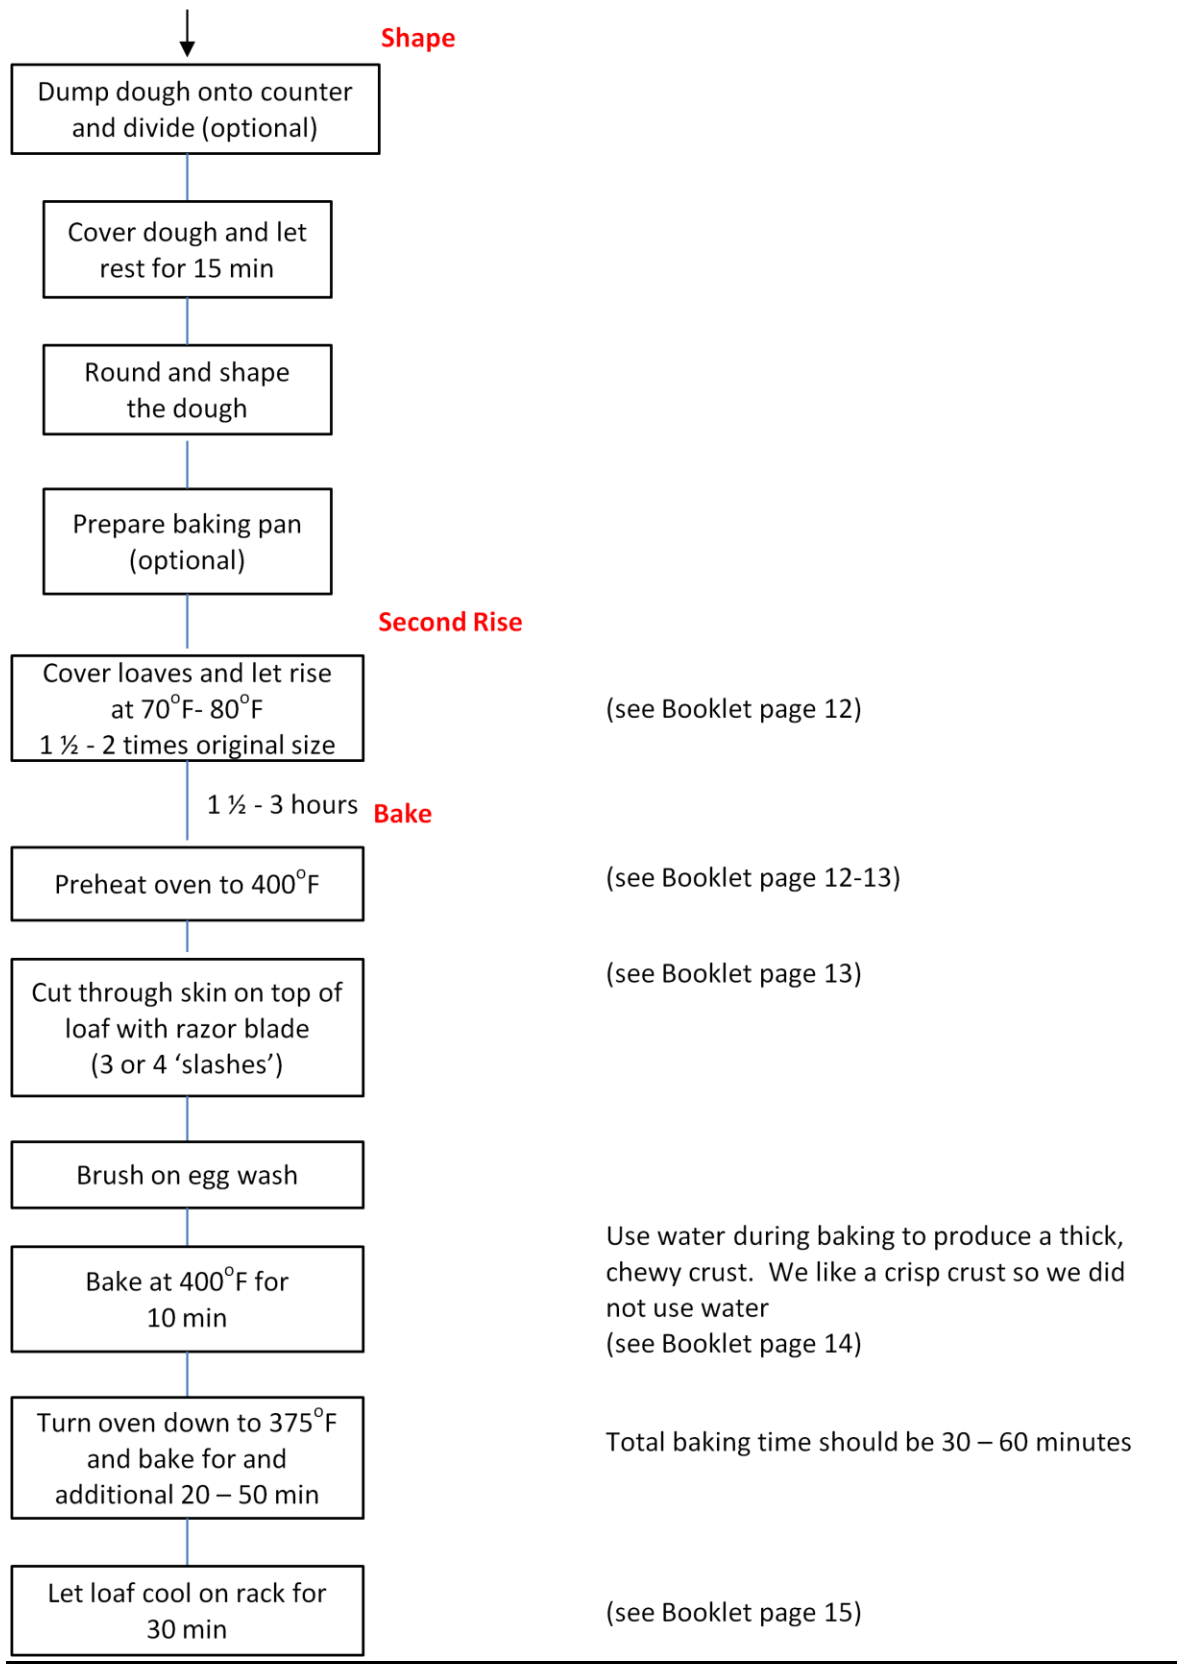 Shape
Dump dough onto counter
and divide (optional)
Cover dough and let
rest for 15 min
Round and shape
the dough
Prepare baking pan
(optional)
Second Rise
Cover loaves and let rise
at 70°F- 80°F
1 ½ - 2 times original size
(see Booklet page 12)
1 ½ - 3 hours
Bake
Preheat oven to 400°F
(see Booklet page 12-13)
Cut through skin on top of
loaf with razor blade
(3 or 4 ‘slashes’)
(see Booklet page 13)
Brush on egg wash
Bake at 400°F for
10 min
Use water during baking to produce a thick,
chewy crust.  We like a crisp crust so we did
not use water
(see Booklet page 14)
Turn oven down to 375°F
and bake for and
additional 20 – 50 min
Total baking time should be 30 – 60 minutes
Let loaf cool on rack for
30 min
(see Booklet page 15)